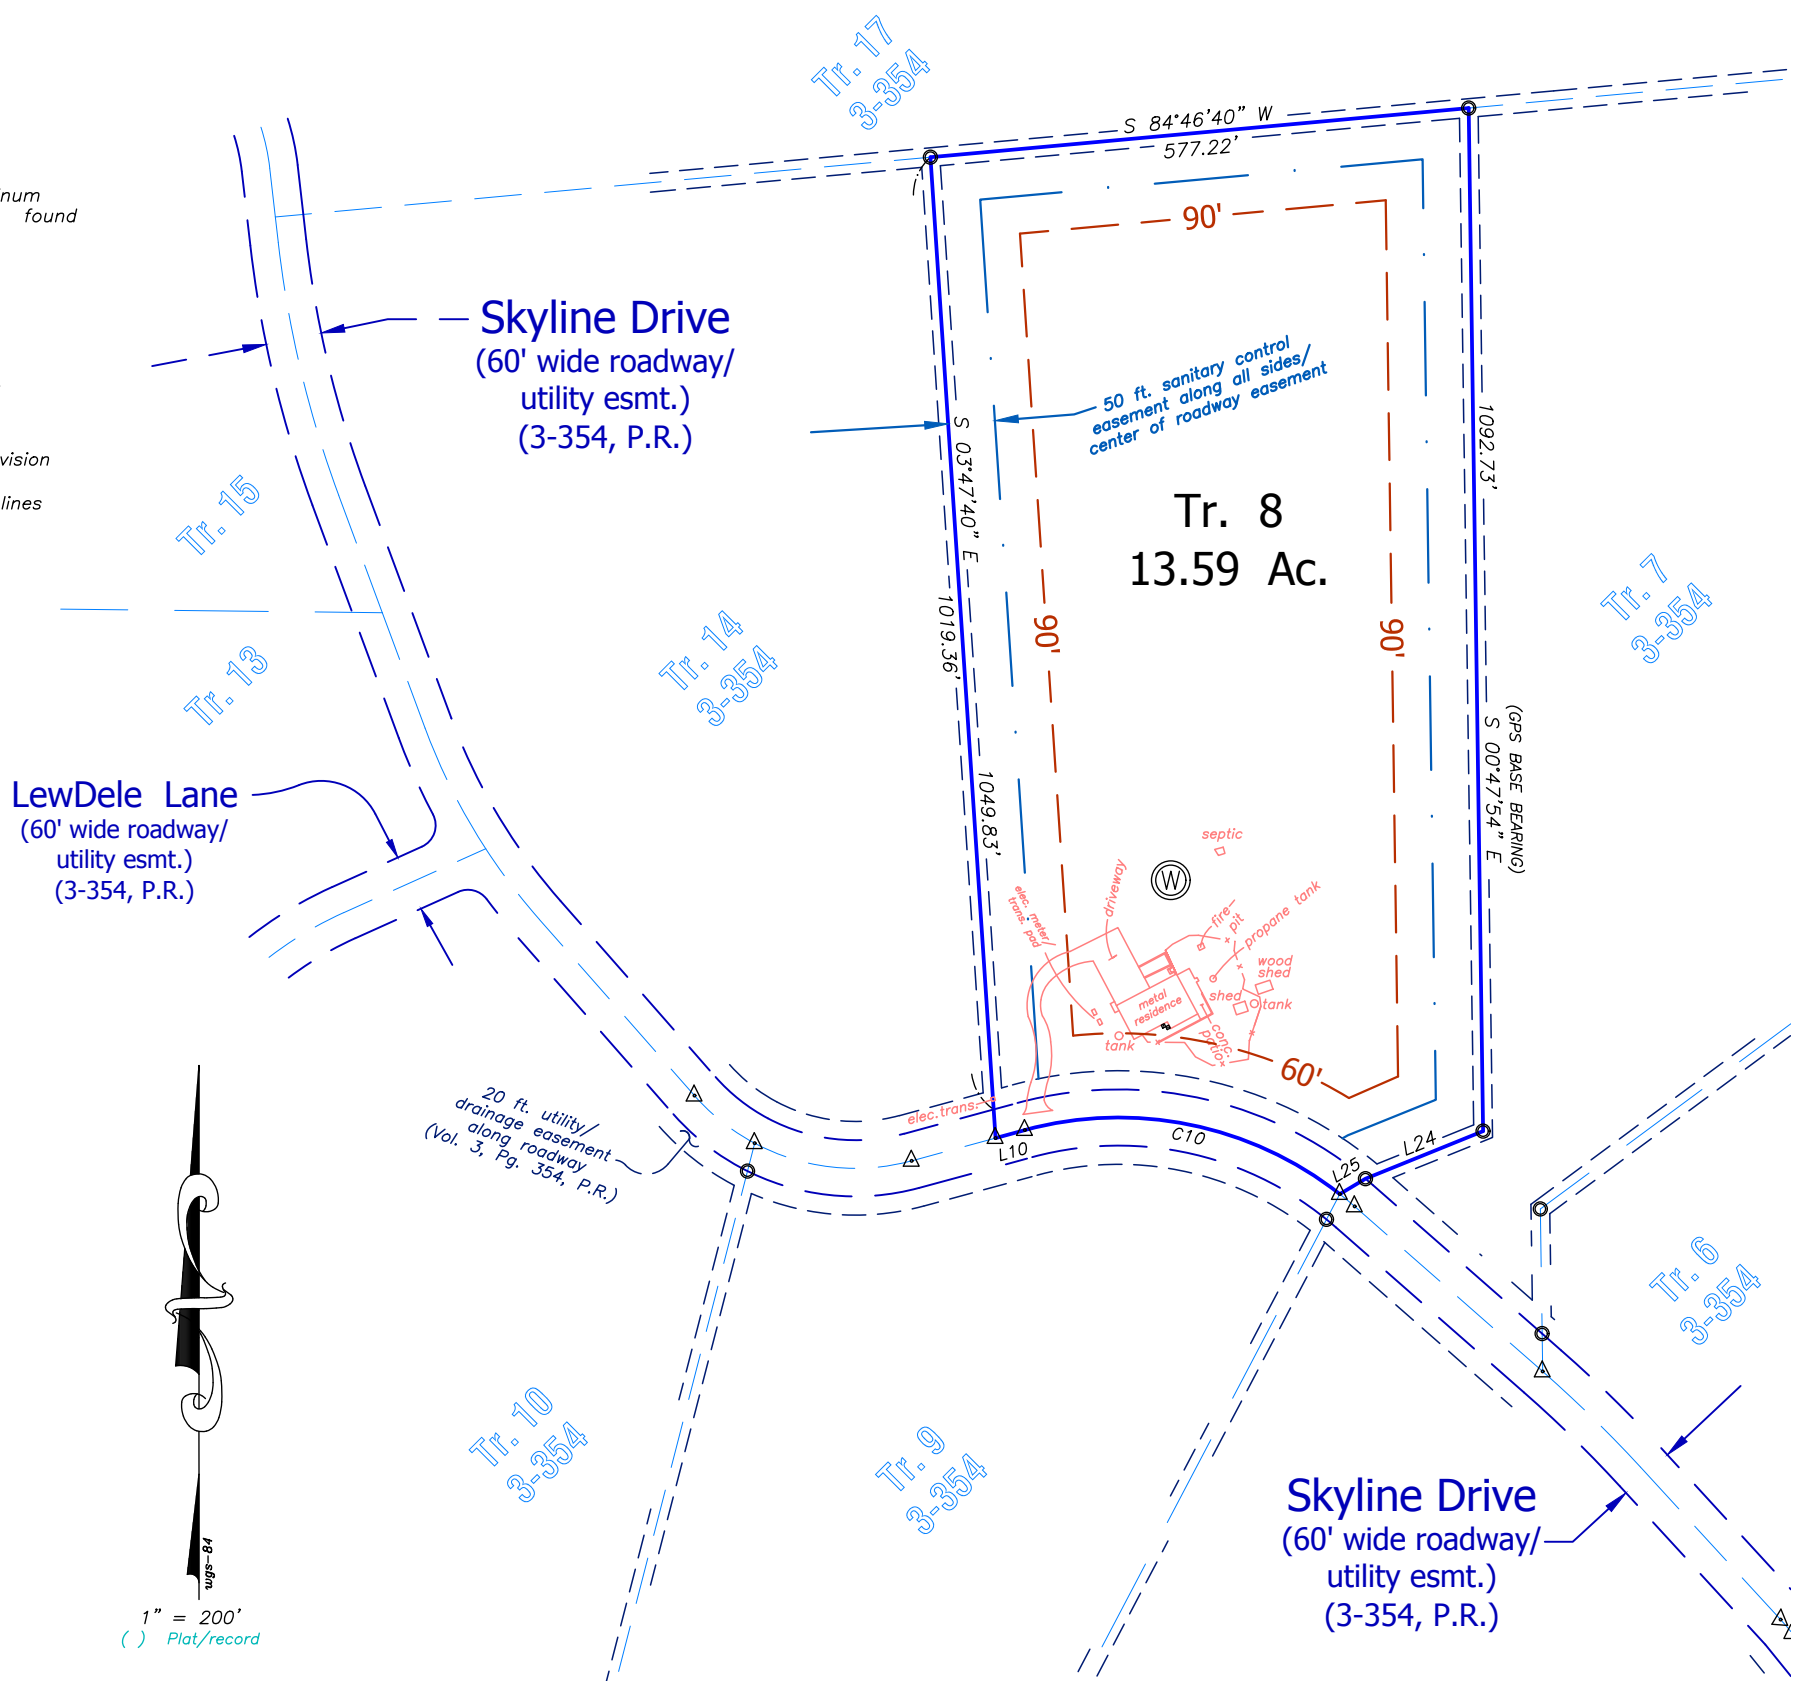 Tr. 17
3-354
S 84°46'40" W
577.22'
num
found
90'
Skyline Drive
(60' wide roadway/
utility esmt.)
(3-354, P.R.)
50 ft. sanitary control
easement along all sides/
center of roadway easement
S 03°47'40" E
1019.36'
1049.83'
1092.73'
(GPS BASE BEARING)
S 00°47'54" E
vision
lines
Tr. 15
Tr. 8
13.59 Ac.
Tr. 7
3-354
Tr. 14
3-354
90'
90'
Tr. 13
LewDele Lane
(60' wide roadway/
utility esmt.)
(3-354, P.R.)
septic
W
driveway
elec. meter/
trans. pad
fire-
pit
propane tank
wood
shed
metal
residence
shed
tank
conc.
patio
tank
60'
elec.trans.
20 ft. utility/
drainage easement
along roadway
(Vol. 3, Pg. 354, P.R.)
L10
C10
L25
L24
Tr. 6
3-354
Tr. 10
3-354
Tr. 9
3-354
Skyline Drive
(60' wide roadway/
utility esmt.)
(3-354, P.R.)
wgs-84
1" = 200'
( ) Plat/record